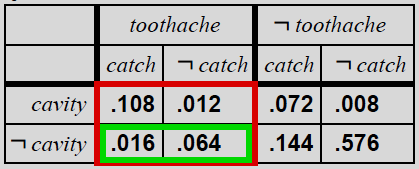 toothache ¬ toothache
catch ¬ catch catch ¬ catch
cavity .108 .012 .072 .008
¬ cavity .016 .064 .144 .576